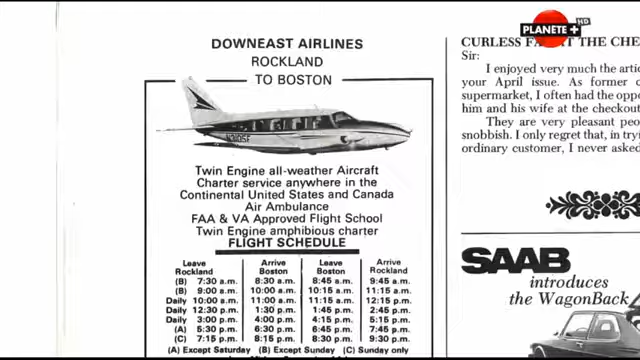 PLANETE+ HD
DOWNEAST AIRLINES
ROCKLAND
TO BOSTON
N3105E
Twin Engine all-weather Aircraft
Charter service anywhere in the
Continental United States and Canada
Air Ambulance
FAA & VA Approved Flight School
Twin Engine amphibious charter
FLIGHT SCHEDULE
Leave Arrive Leave Arrive
Rockland Boston Boston Rockland
(B) 7:30 a.m. 8:30 a.m. 8:45 a.m. 9:45 a.m.
(B) 9:00 a.m. 10:00 a.m. 10:15 a.m. 11:15 a.m.
Daily 10:00 a.m. 11:00 a.m. 11:15 a.m. 12:15 p.m.
Daily 12:30 p.m. 1:30 p.m. 1:45 p.m. 2:45 p.m.
Daily 3:00 p.m. 4:00 p.m. 4:15 p.m. 5:15 p.m.
(A) 5:30 p.m. 6:30 p.m. 6:45 p.m. 7:45 p.m.
(C) 7:15 p.m. 8:15 p.m. 8:30 p.m. 9:30 p.m.
(A) Except Saturday (B) Except Sunday (C) Sunday only
CURLESS AT THE CHE
Sir:
I enjoyed very much the artic
your April issue. As former o
supermarket, I often had the oppo
him and his wife at the checkout
They are very pleasant peo
snobbish. I only regret that, in tryi
ordinary customer, I never asked
SAAB
introduces
the WagonBack